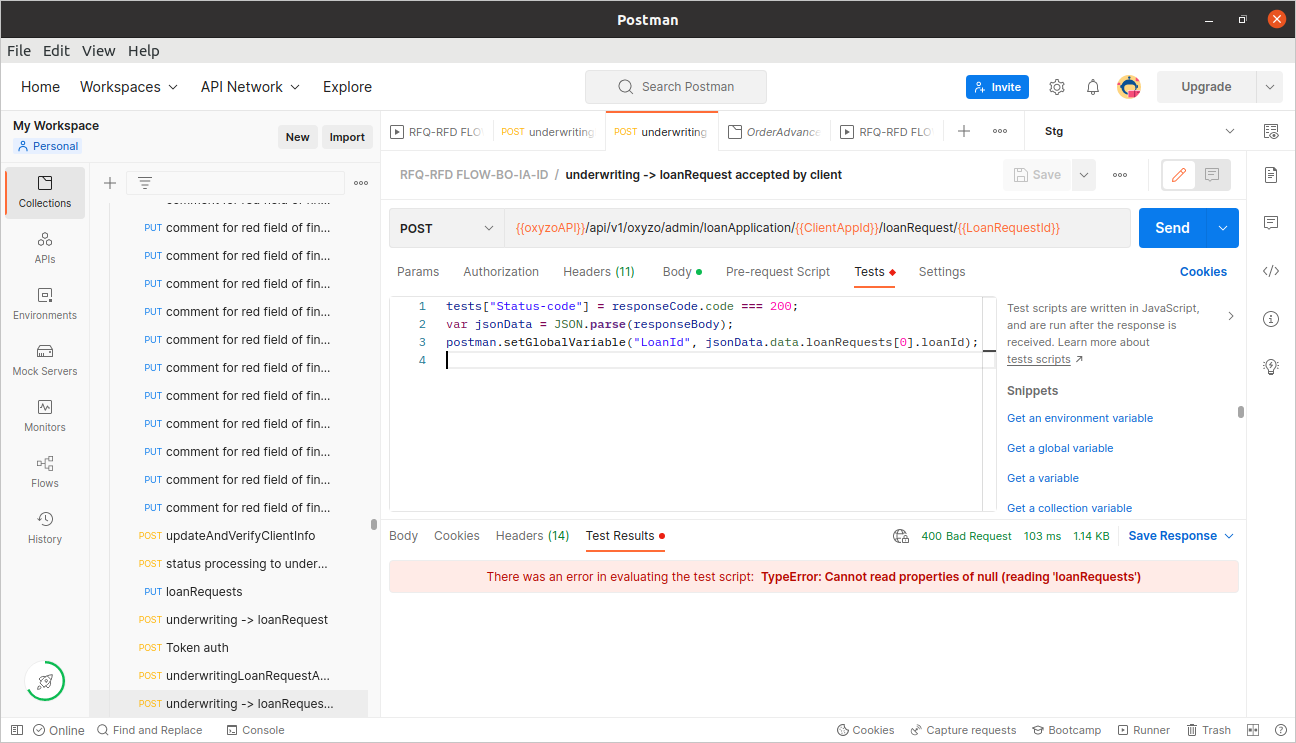 Postman
File Edit View Help
Home Workspaces API Network Explore Search Postman Invite Upgrade
My Workspace
Personal
New Import
RFQ-RFD FLO POST underwriting POST underwriting OrderAdvance RFQ-RFD FLO Stg
Collections
APIs
Environments
Mock Servers
Monitors
Flows
History
comment for red field of fin...
PUT comment for red field of fin...
PUT comment for red field of fin...
PUT comment for red field of fin...
PUT comment for red field of fin...
PUT comment for red field of fin...
PUT comment for red field of fin...
PUT comment for red field of fin...
PUT comment for red field of fin...
PUT comment for red field of fin...
PUT comment for red field of fin...
PUT comment for red field of fin...
POST updateAndVerifyClientInfo
POST status processing to under...
PUT loanRequests
POST underwriting -> loanRequest
POST Token auth
POST underwritingLoanRequestA...
POST underwriting -> loanReques...
RFQ-RFD FLOW-BO-IA-ID / underwriting -> loanRequest accepted by client Save
POST {{oxyzoAPI}}/api/v1/oxyzo/admin/loanApplication/{{ClientAppId}}/loanRequest/{{LoanRequestId}} Send
Params Authorization Headers (11) Body Pre-request Script Tests Settings Cookies
1 tests["Status-code"] = responseCode.code === 200;
2 var jsonData = JSON.parse(responseBody);
3 postman.setGlobalVariable("LoanId", jsonData.data.loanRequests[0].loanId);
4
Test scripts are written in JavaScript,
and are run after the response is
received. Learn more about
tests scripts
Snippets
Get an environment variable
Get a global variable
Get a variable
Get a collection variable
Body Cookies Headers (14) Test Results 400 Bad Request 103 ms 1.14 KB Save Response
There was an error in evaluating the test script: TypeError: Cannot read properties of null (reading 'loanRequests')
Online Find and Replace Console Cookies Capture requests Bootcamp Runner Trash